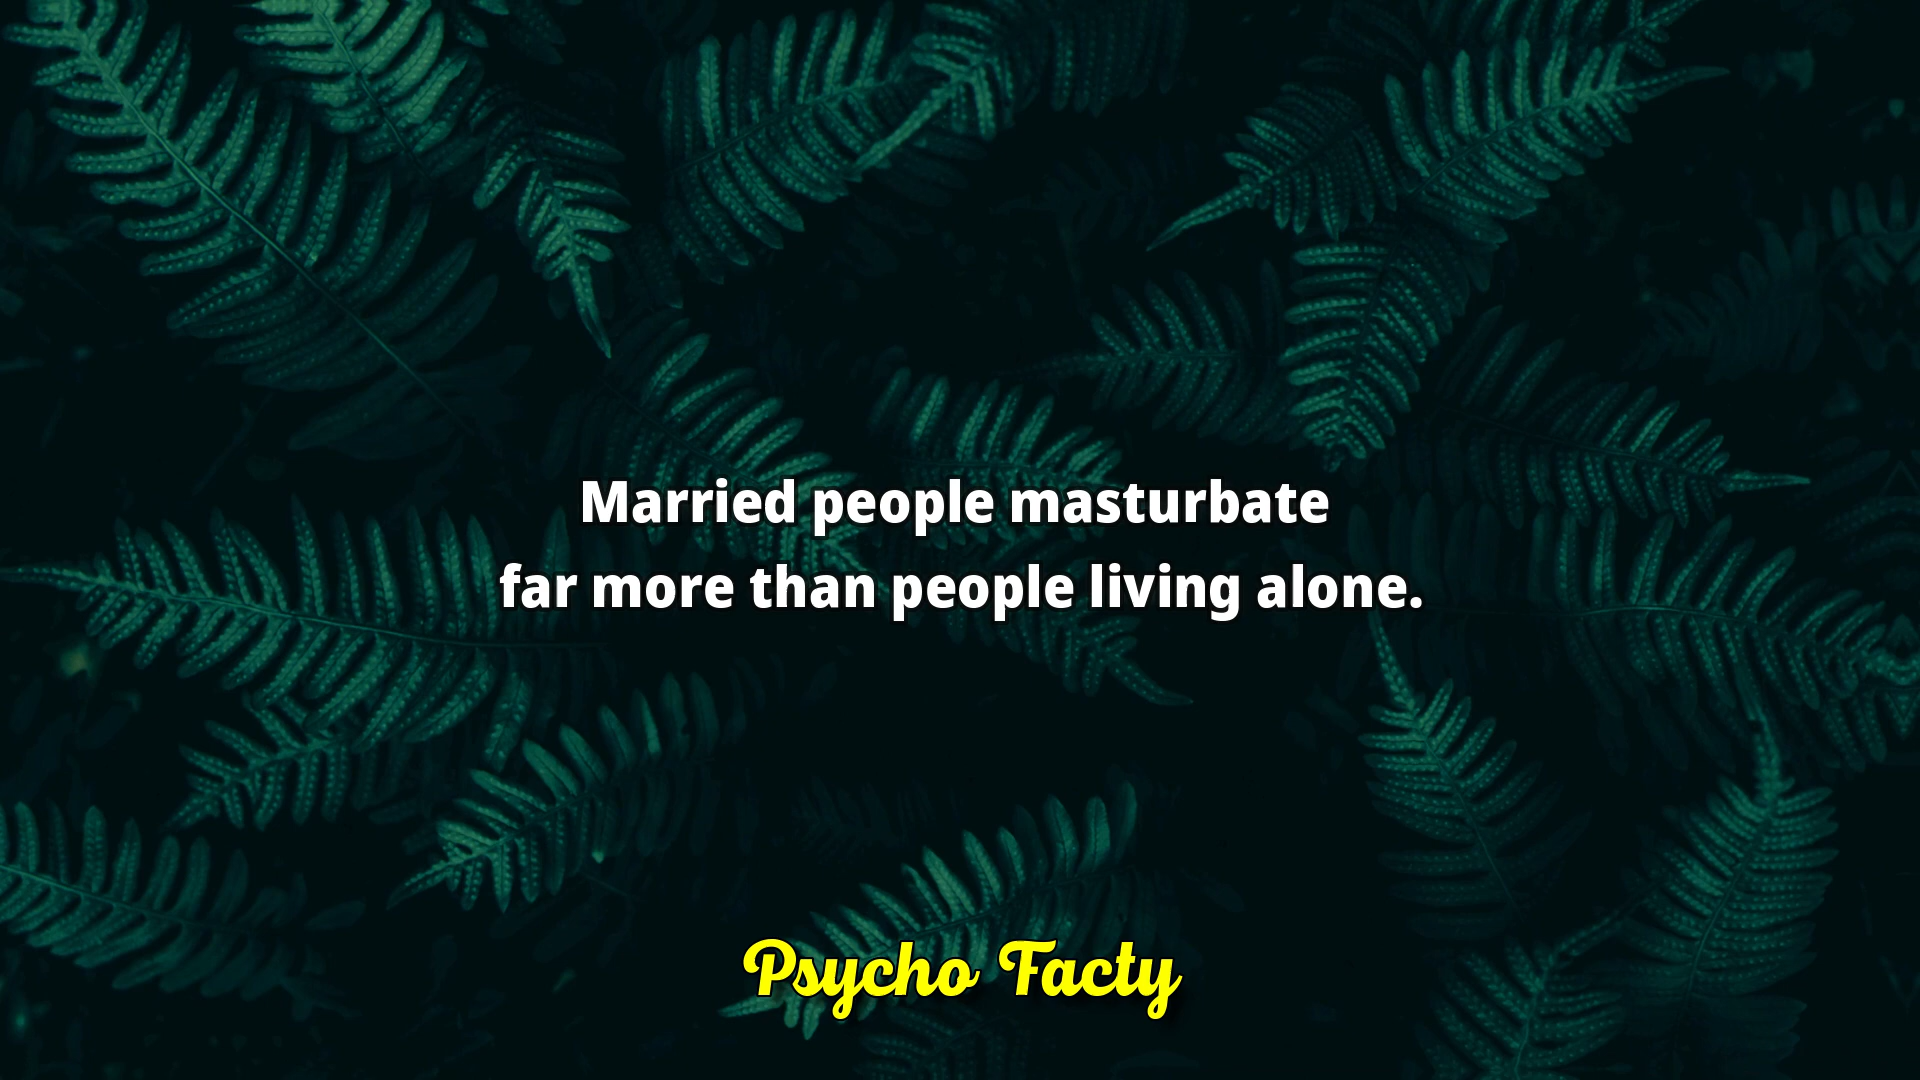 Married people masturbate
far more than people living alone.
Psycho Facty